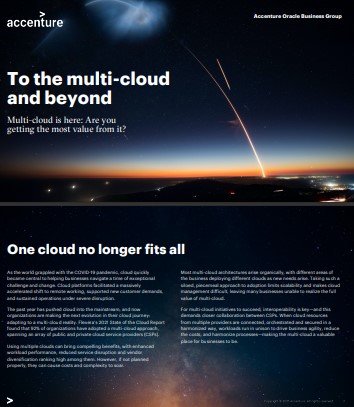 accenture
Accenture Oracle Business Group
To the multi-cloud
and beyond
Multi-cloud is here: Are you
getting the most value from it?
One cloud no longer fits all
As the world grappled with the COVID-19 pandemic, cloud quickly
became central to helping businesses navigate a time of exceptional
challenge and change. Cloud platforms facilitated a massively
accelerated shift to remote working, supported new customer demands,
and sustained operations under severe disruption.
The past year has pushed cloud into the mainstream, and now
organizations are making the next evolution in their cloud journey:
adapting to a multi-cloud reality. Flexera's 2021 State of the Cloud Report
found that 92% of organizations have adopted a multi-cloud approach,
spanning an array of public and private cloud service providers (CSPs).
Using multiple clouds can bring compelling benefits, with enhanced
workload performance, reduced service disruption and vendor
diversification ranking high among them. However, if not planned
properly, they can cause costs and complexity to soar.
Most multi-cloud architectures arise organically, with different areas of
the business deploying different clouds as new needs arise. Taking such a
siloed, piecemeal approach to adoption limits scalability and makes cloud
management difficult, leaving many businesses unable to realize the full
value of multi-cloud.
For multi-cloud initiatives to succeed, interoperability is key—and this
demands closer collaboration between CSPs. When cloud resources
from multiple providers are connected, orchestrated and secured in a
harmonized way, workloads run in unison to drive business agility, reduce
the costs, and harmonize processes—making the multi-cloud a valuable
place for businesses to be.